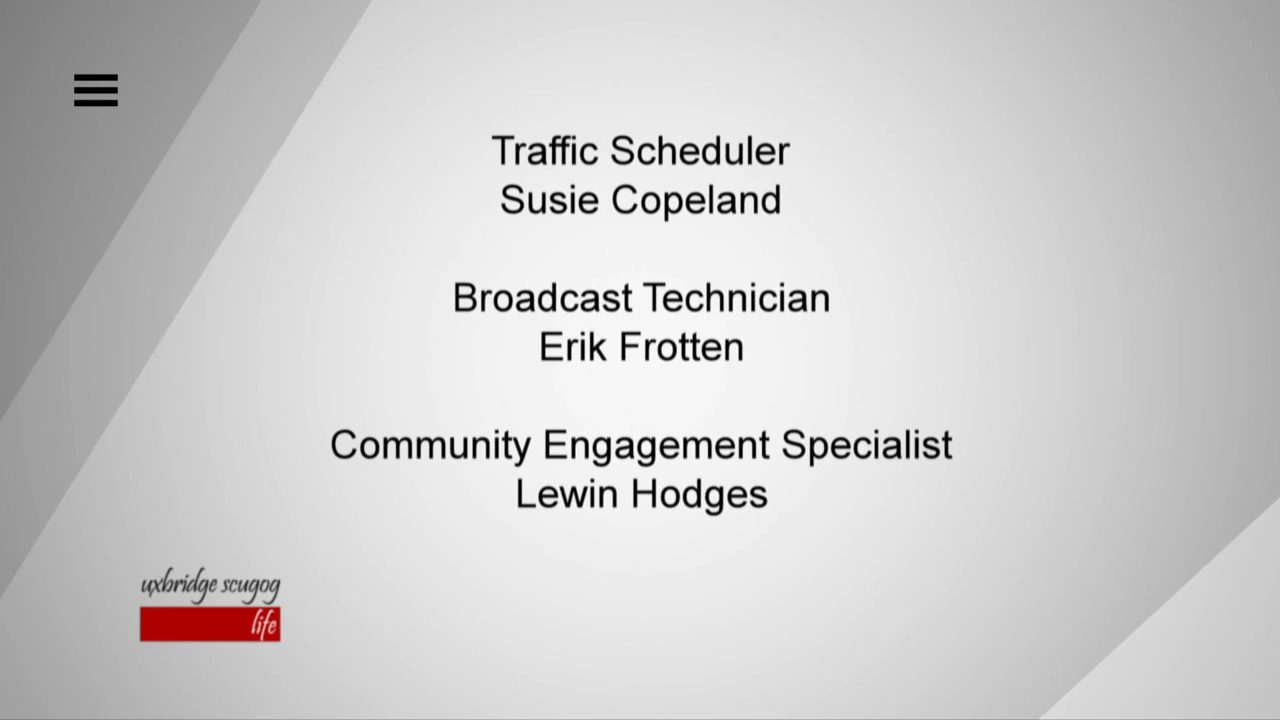 Traffic Scheduler
Susie Copeland
Broadcast Technician
Erik Frotten
Community Engagement Specialist
Lewin Hodges
uxbridge scugog
life